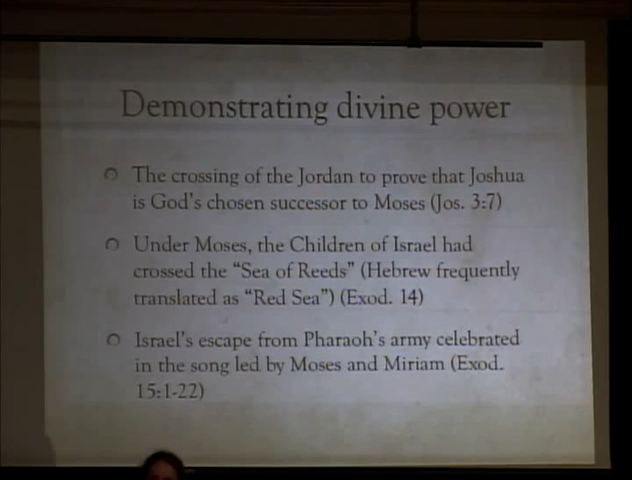 Demonstrating divine power
The crossing of the Jordan to prove that Joshua
is God's chosen successor to Moses (Jos. 3:7)
Under Moses, the Children of Israel had
crossed the “Sea of Reeds” (Hebrew frequently
translated as “Red Sea”) (Exod. 14)
Israel's escape from Pharaoh's army celebrated
in the song led by Moses and Miriam (Exod.
15:1-22)